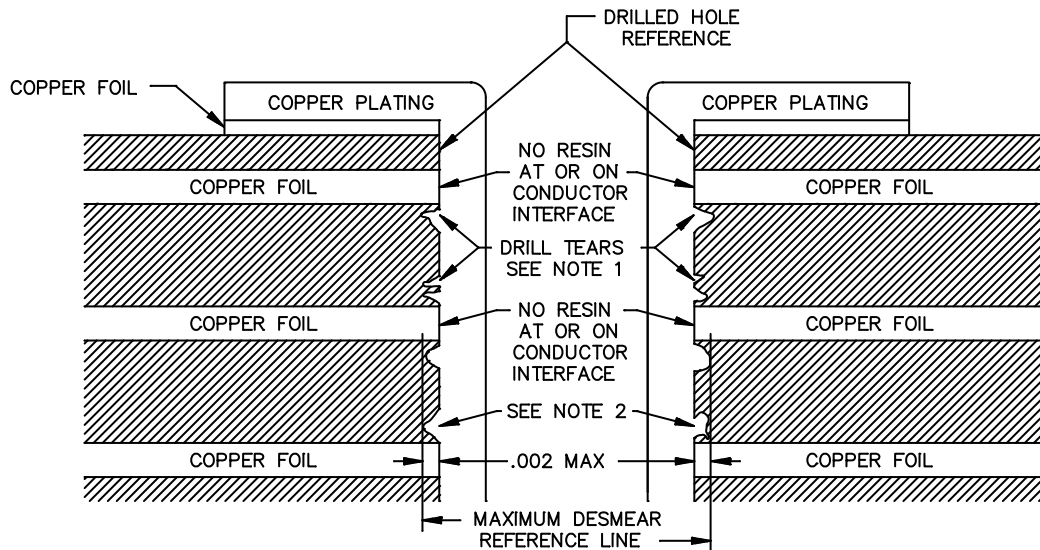 DRILLED HOLE
REFERENCE
COPPER FOIL
COPPER PLATING
COPPER PLATING
NO RESIN
AT OR ON
CONDUCTOR
INTERFACE
COPPER FOIL
COPPER FOIL
DRILL TEARS
SEE NOTE 1
NO RESIN
AT OR ON
CONDUCTOR
INTERFACE
COPPER FOIL
COPPER FOIL
SEE NOTE 2
COPPER FOIL
.002 MAX
COPPER FOIL
MAXIMUM DESMEAR
REFERENCE LINE